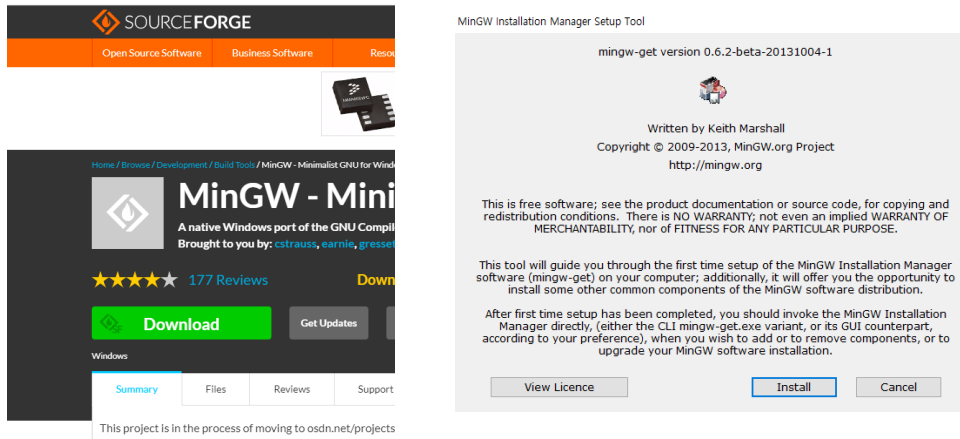 SOURCEFORGE
Open Source Software Business Software Resou
Home / Browse / Development / Build Tools / MinGW - Minimalist GNU for Windo
MinGW - Mini
A native Windows port of the GNU Compil
Brought to you by: cstrauss, earnie, gresset
177 Reviews Down
Download Get Updates
Windows
Summary Files Reviews Support
This project is in the process of moving to osdn.net/projects
MinGW Installation Manager Setup Tool
mingw-get version 0.6.2-beta-20131004-1
Written by Keith Marshall
Copyright © 2009-2013, MinGW.org Project
http://mingw.org
This is free software; see the product documentation or source code, for copying and
redistribution conditions. There is NO WARRANTY; not even an implied WARRANTY OF
MERCHANTABILITY, nor of FITNESS FOR ANY PARTICULAR PURPOSE.
This tool will guide you through the first time setup of the MinGW Installation Manager
software (mingw-get) on your computer; additionally, it will offer you the opportunity to
install some other common components of the MinGW software distribution.
After first time setup has been completed, you should invoke the MinGW Installation
Manager directly, (either the CLI mingw-get.exe variant, or its GUI counterpart,
according to your preference), when you wish to add or to remove components, or to
upgrade your MinGW software installation.
View Licence Install Cancel